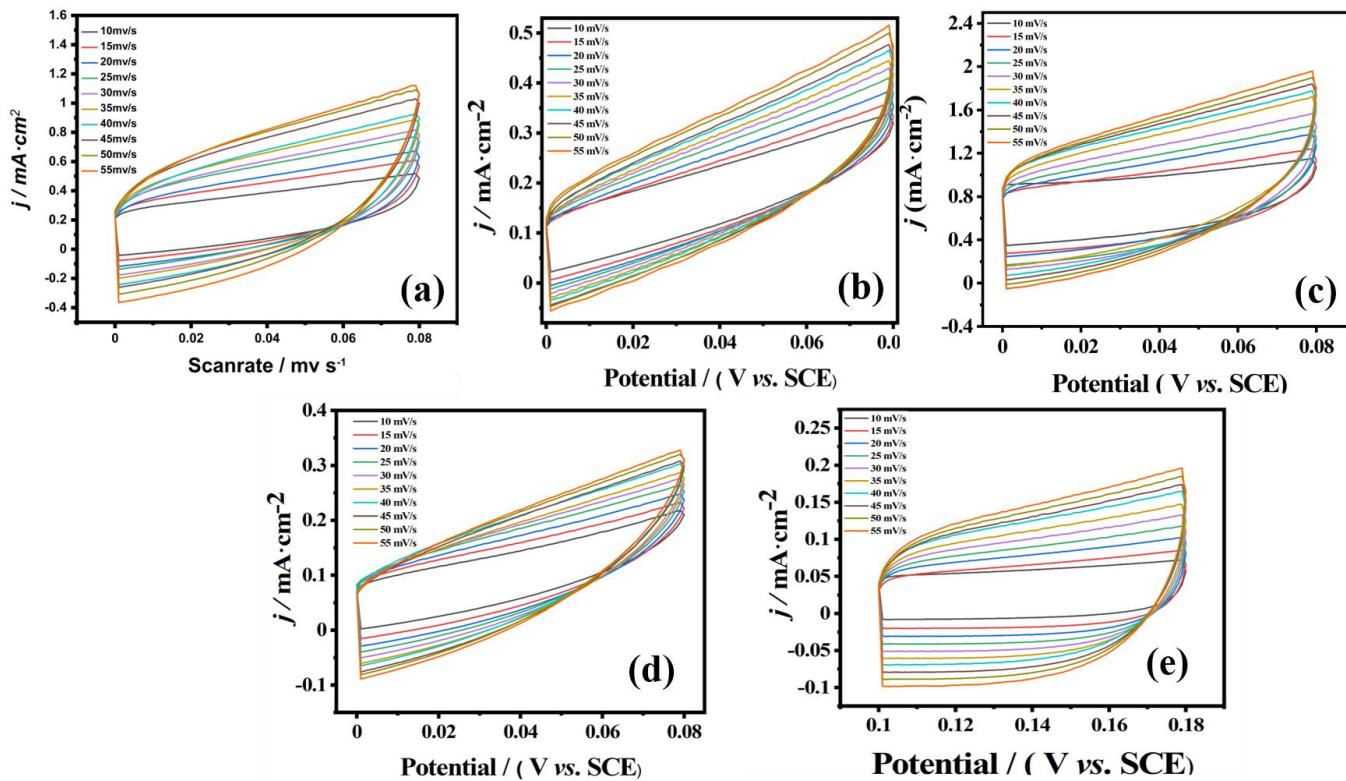 1.6
1.4
1.2
1.0
0.8
0.6
0.4
0.2
0
-0.2
-0.4
j / mA·cm²
10mv/s
15mv/s
20mv/s
25mv/s
30mv/s
35mv/s
40mv/s
45mv/s
50mv/s
55mv/s
(a)
0 0.02 0.04 0.06 0.08
Scanrate / mv s-1
0.5
0.4
0.3
0.2
0.1
0.0
j / mA·cm-2
10 mV/s
15 mV/s
20 mV/s
25 mV/s
30 mV/s
35 mV/s
40 mV/s
45 mV/s
50 mV/s
55 mV/s
(b)
0 0.02 0.04 0.06 0.0
Potential / ( V vs. SCE)
2.4
2.0
1.6
1.2
0.8
0.4
0
-0.4
j (mA·cm-2)
10 mV/s
15 mV/s
20 mV/s
25 mV/s
30 mV/s
35 mV/s
40 mV/s
45 mV/s
50 mV/s
55 mV/s
(c)
0 0.02 0.04 0.06 0.08
Potential ( V vs. SCE)
0.4
0.3
0.2
0.1
0
-0.1
j / mA·cm-2
10 mV/s
15 mV/s
20 mV/s
25 mV/s
30 mV/s
35 mV/s
40 mV/s
45 mV/s
50 mV/s
55 mV/s
(d)
0 0.02 0.04 0.06 0.08
Potential / ( V vs. SCE)
0.25
0.2
0.15
0.1
0.05
0
-0.05
-0.1
j / mA·cm-2
10 mV/s
15 mV/s
20 mV/s
25 mV/s
30 mV/s
35 mV/s
40 mV/s
45 mV/s
50 mV/s
55 mV/s
(e)
0.1 0.12 0.14 0.16 0.18
Potential / ( V vs. SCE)